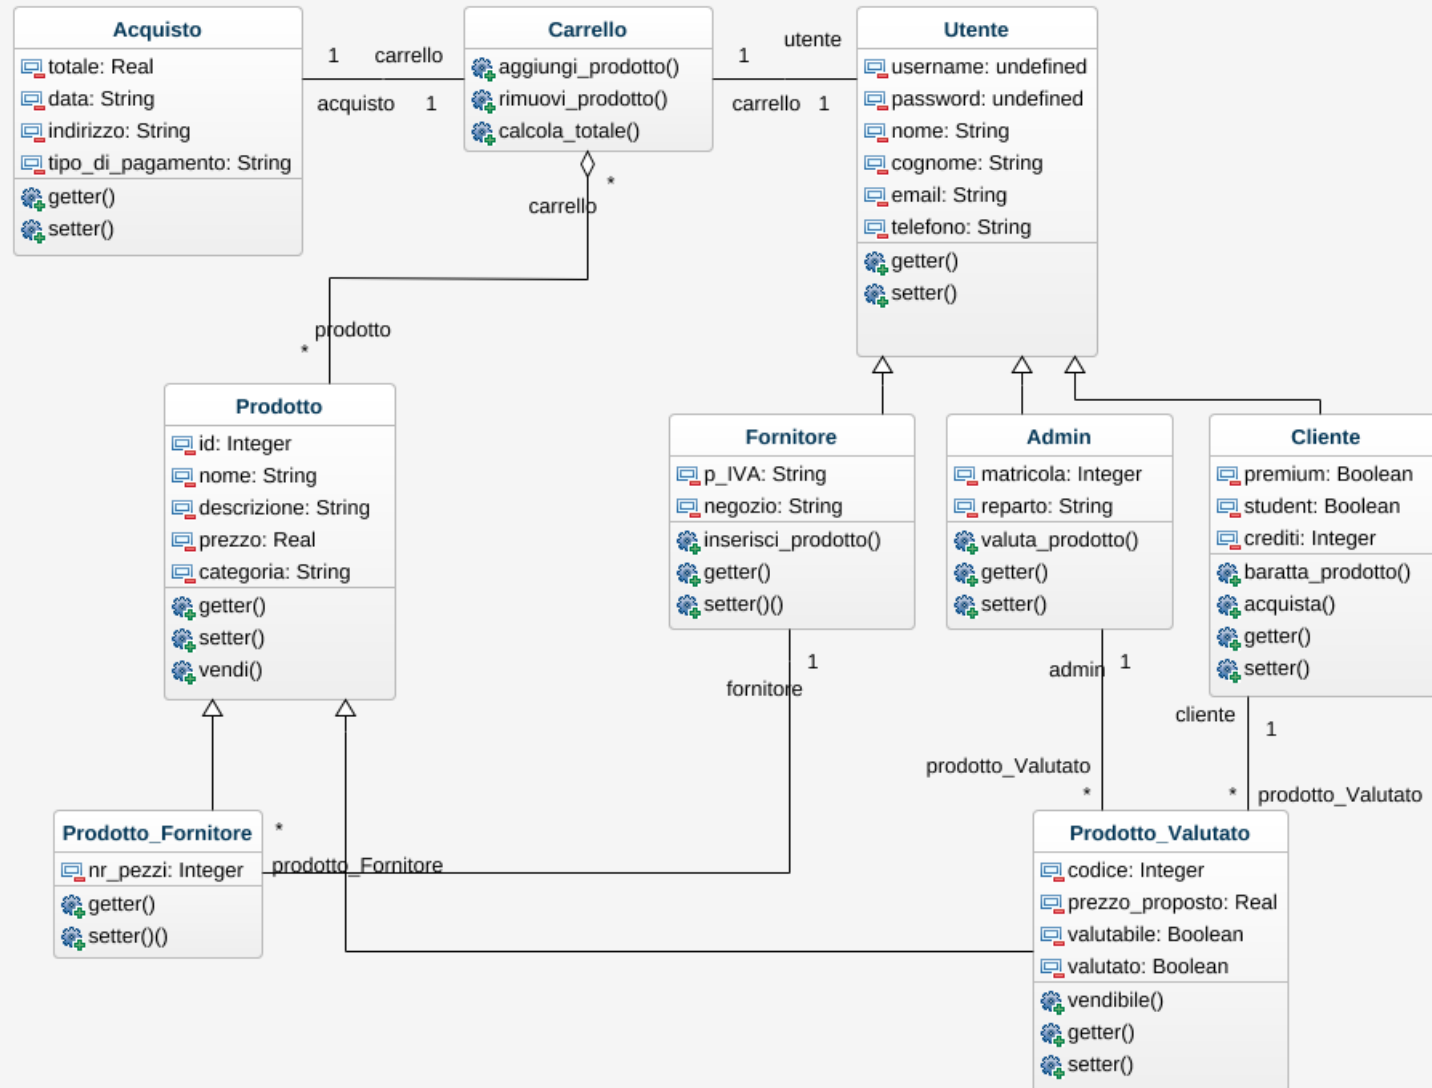 Acquisto
totale: Real
data: String
indirizzo: String
tipo_di_pagamento: String
getter()
setter()
1 carrello
acquisto 1
Carrello
aggiungi_prodotto()
rimuovi_prodotto()
calcola_totale()
utente
1
carrello 1
Utente
username: undefined
password: undefined
nome: String
cognome: String
email: String
telefono: String
getter()
setter()
*
carrello
prodotto
*
Prodotto
id: Integer
nome: String
descrizione: String
prezzo: Real
categoria: String
getter()
setter()
vendi()
Fornitore
p_IVA: String
negozio: String
inserisci_prodotto()
getter()
setter()()
Admin
matricola: Integer
reparto: String
valuta_prodotto()
getter()
setter()
Cliente
premium: Boolean
student: Boolean
crediti: Integer
baratta_prodotto()
acquista()
getter()
setter()
1
fornitore
1
admin
cliente
1
prodotto_Valutato
*
* prodotto_Valutato
Prodotto_Fornitore
nr_pezzi: Integer
getter()
setter()()
*
prodotto_Fornitore
Prodotto_Valutato
codice: Integer
prezzo_proposto: Real
valutabile: Boolean
valutato: Boolean
vendibile()
getter()
setter()